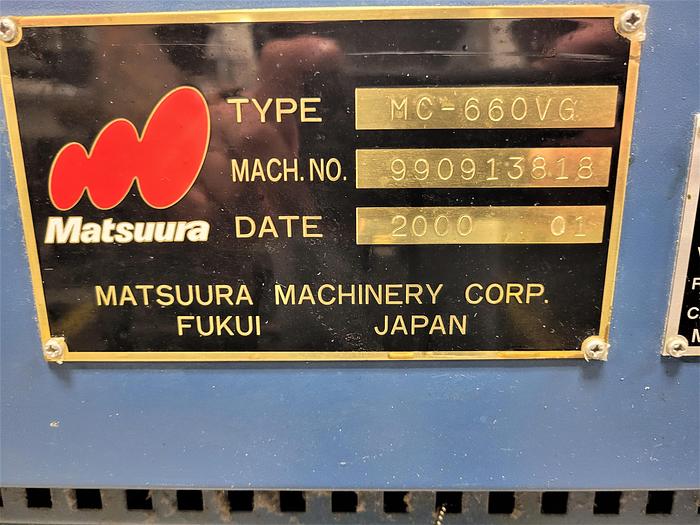 TYPE MC-660VG
MACH. NO. 990913818
Matsuura
DATE 2000 01
MATSUURA MACHINERY CORP.
FUKUI JAPAN